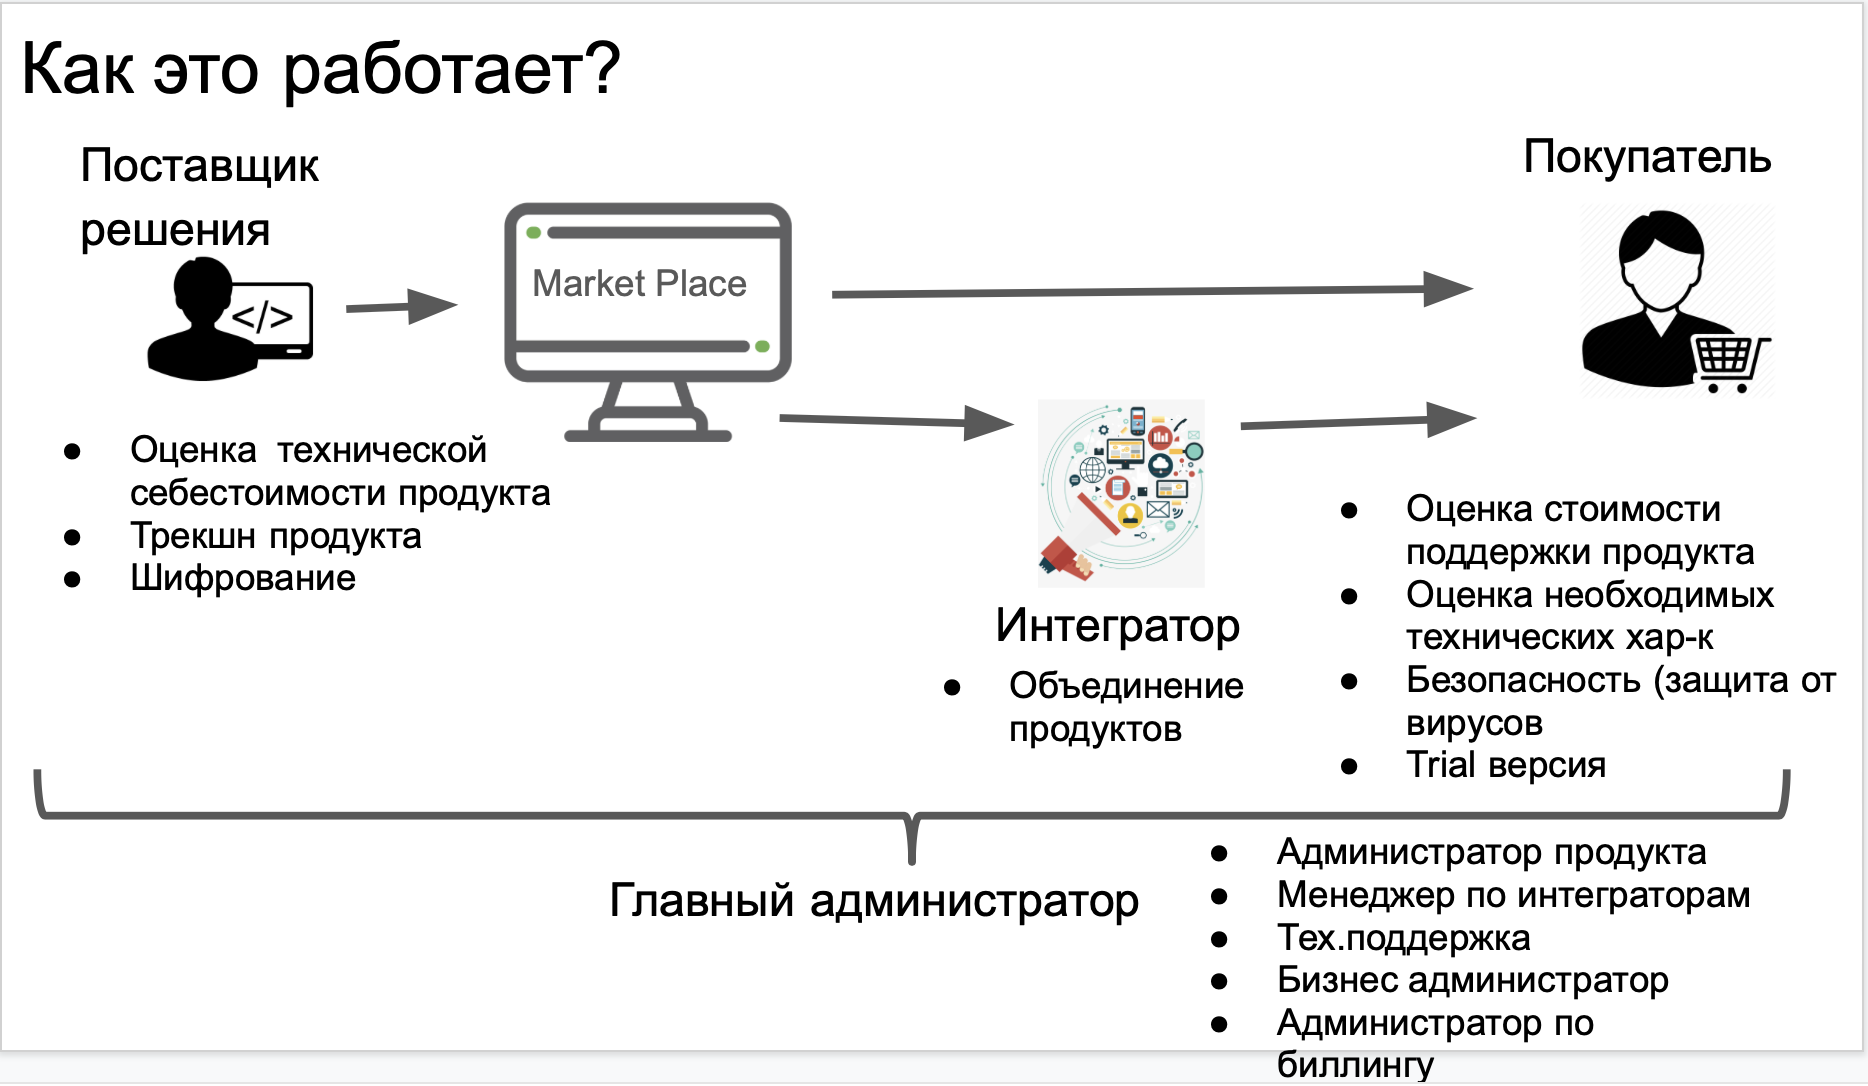 Как это работает?
Поставщик
решения
</>
Market Place
Покупатель
● Оценка технической
себестоимости продукта
● Трекшн продукта
● Шифрование
Интегратор
● Объединение
продуктов
● Оценка стоимости
поддержки продукта
● Оценка необходимых
технических хар-к
● Безопасность (защита от
вирусов
● Trial версия
Главный администратор
● Администратор продукта
● Менеджер по интеграторам
● Тех.поддержка
● Бизнес администратор
● Администратор по
биллингу